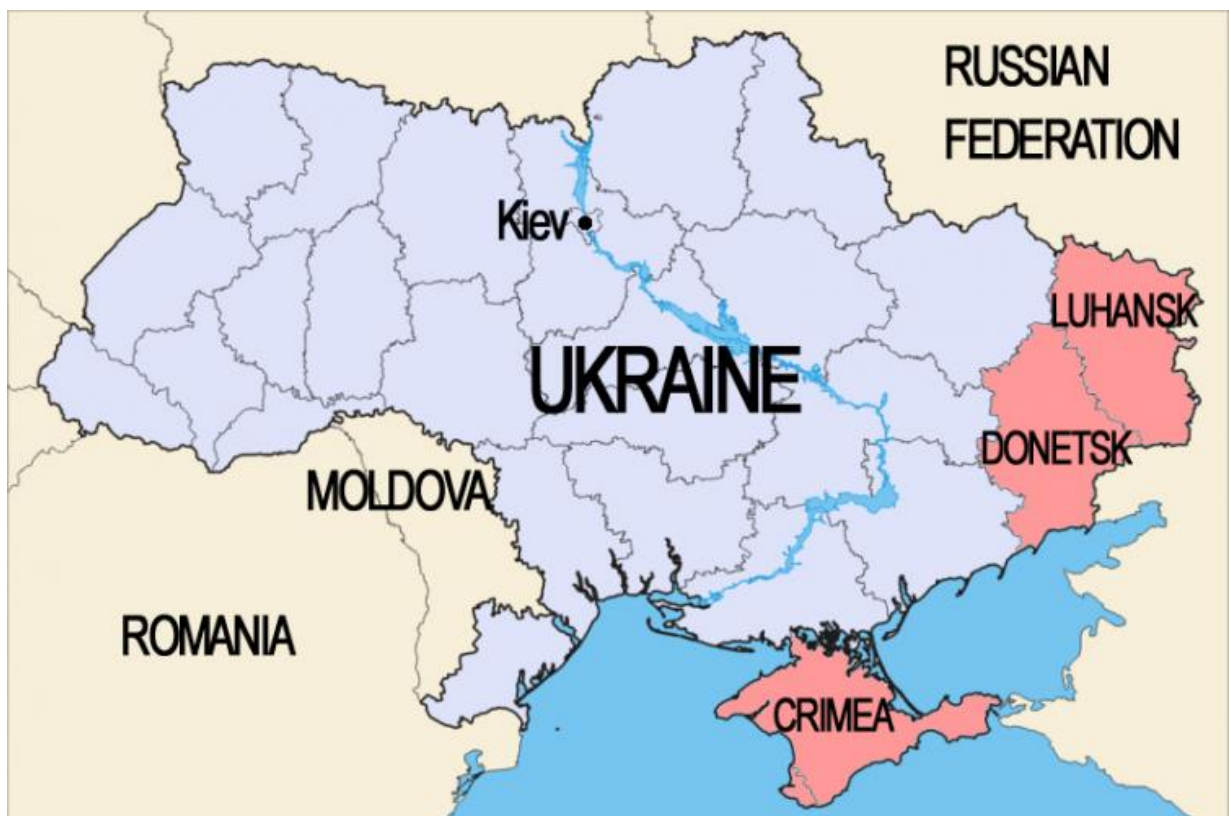 RUSSIAN
FEDERATION
Kiev
LUHANSK
UKRAINE
DONETSK
MOLDOVA
ROMANIA
CRIMEA